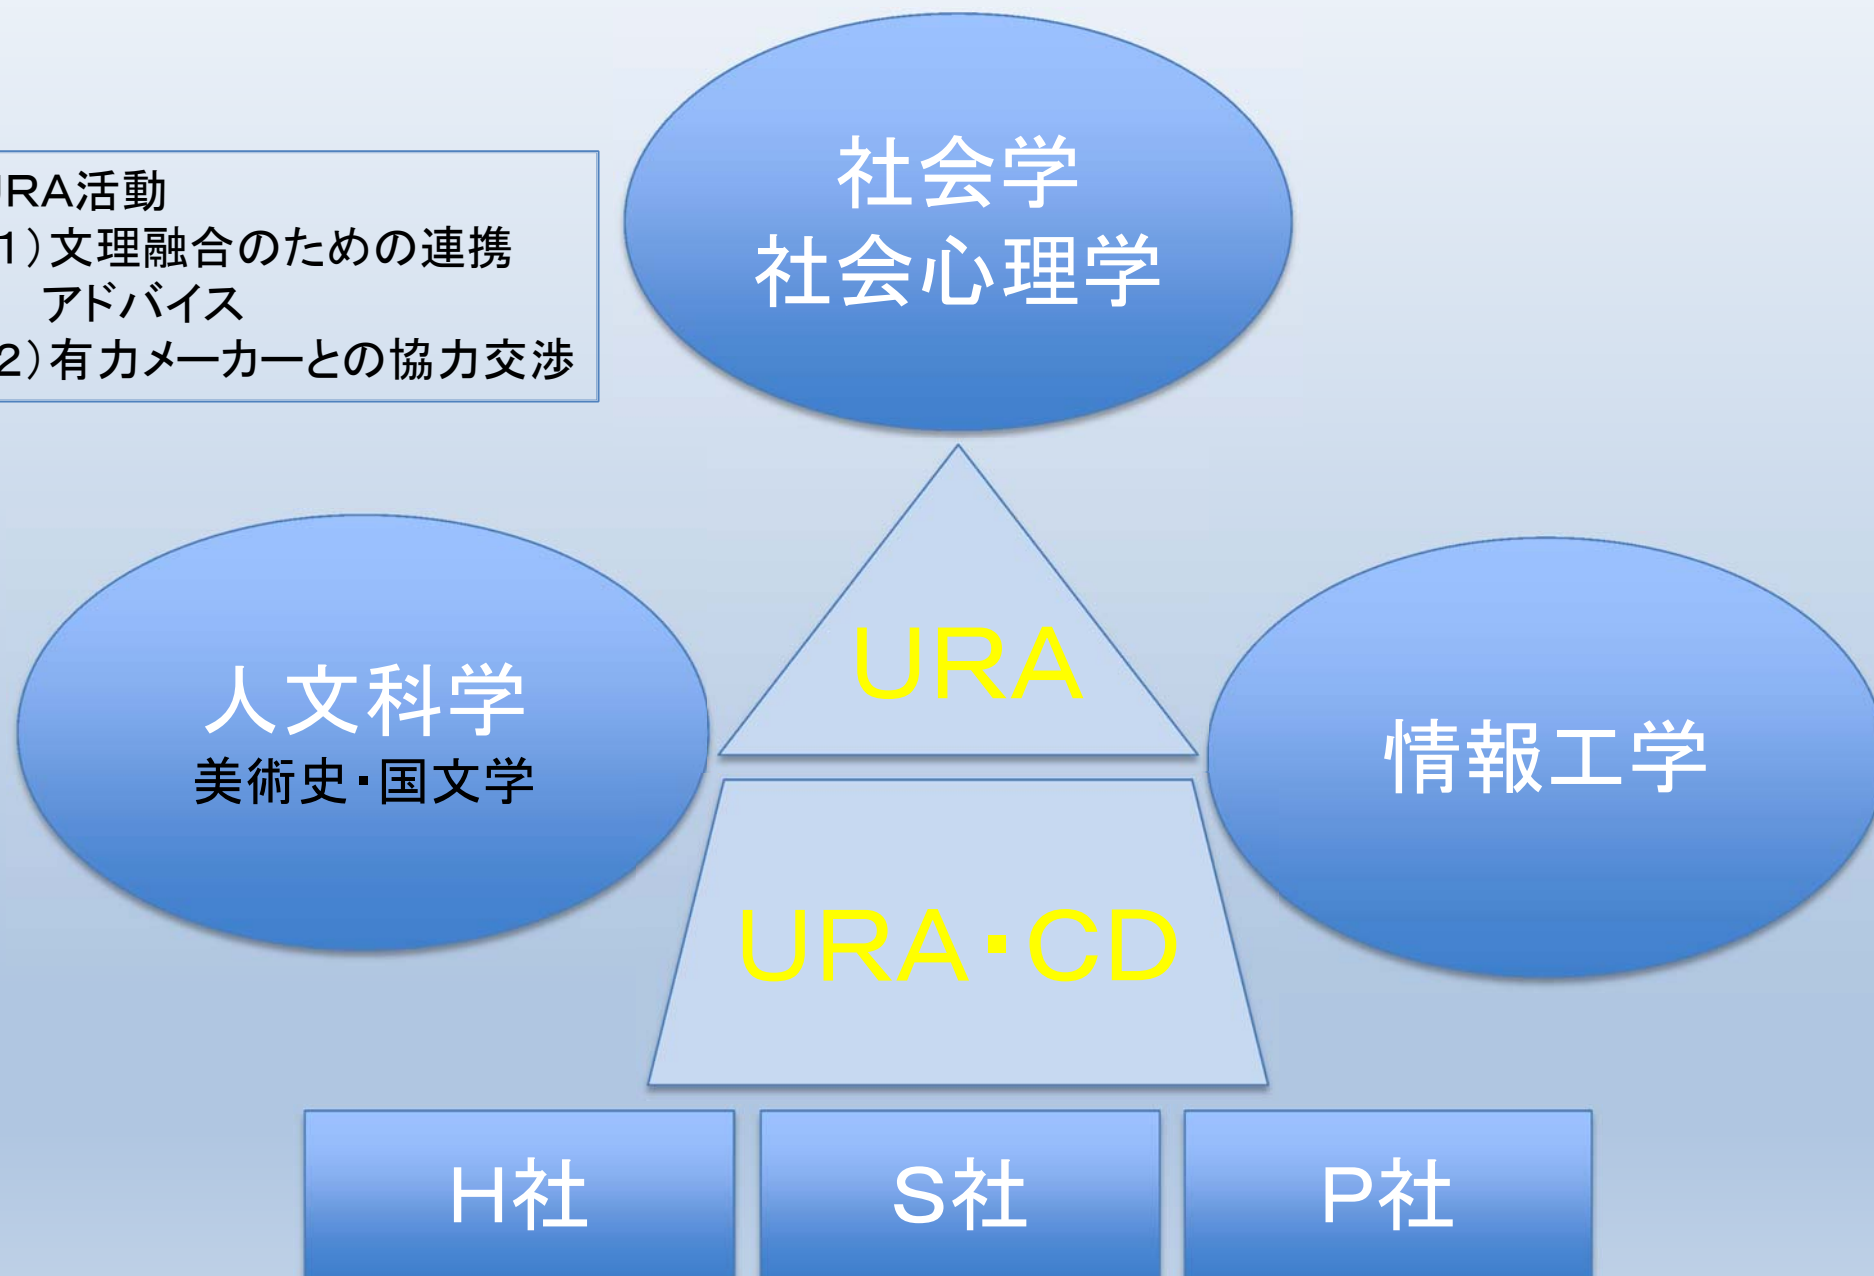 URA活動
1)文理融合のための連携
アドバイス
2)有力メーカーとの協力交渉
社会学
社会心理学
人文科学
美術史・国文学
URA
情報工学
URA・CD
H社
S社
P社